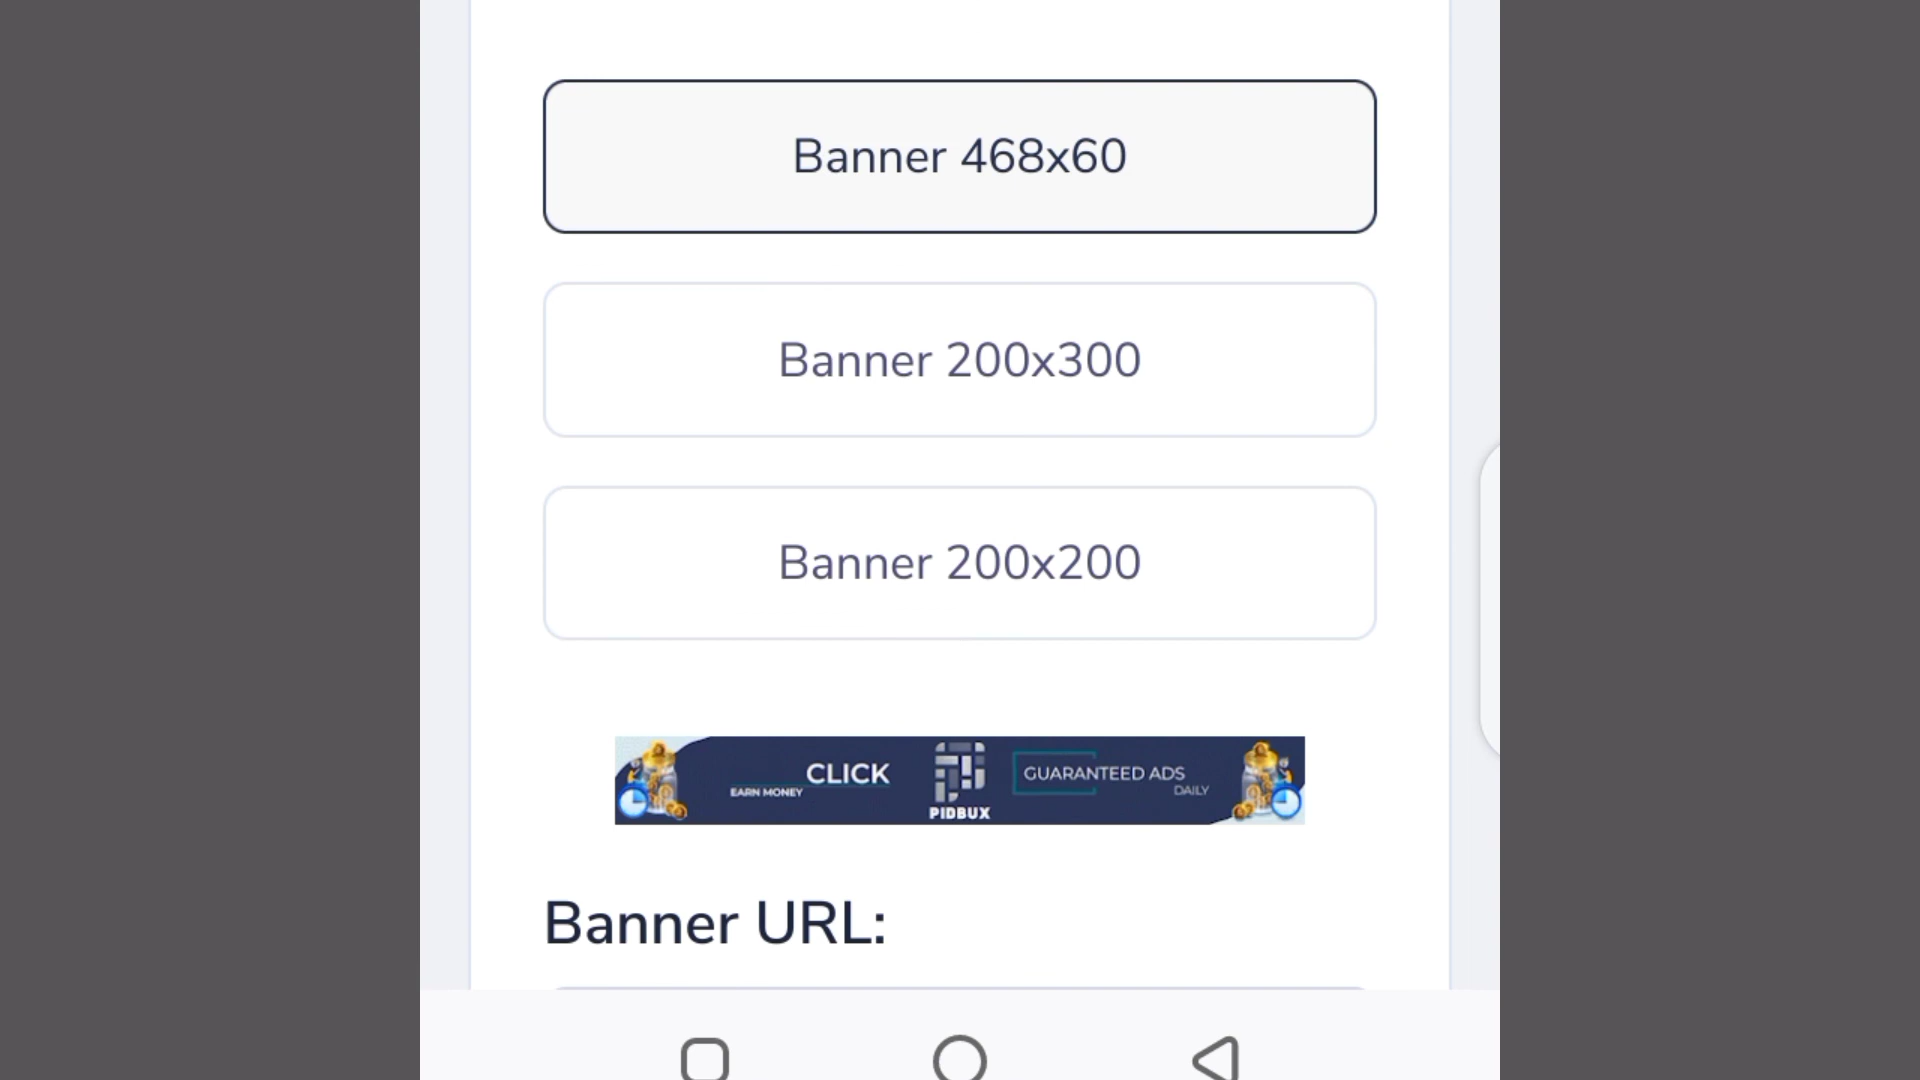 Banner 468x60
Banner 200x300
Banner 200x200
CLICK
EARN MONEY
PIDBUX
GUARANTEED ADS
DAILY
Banner URL: